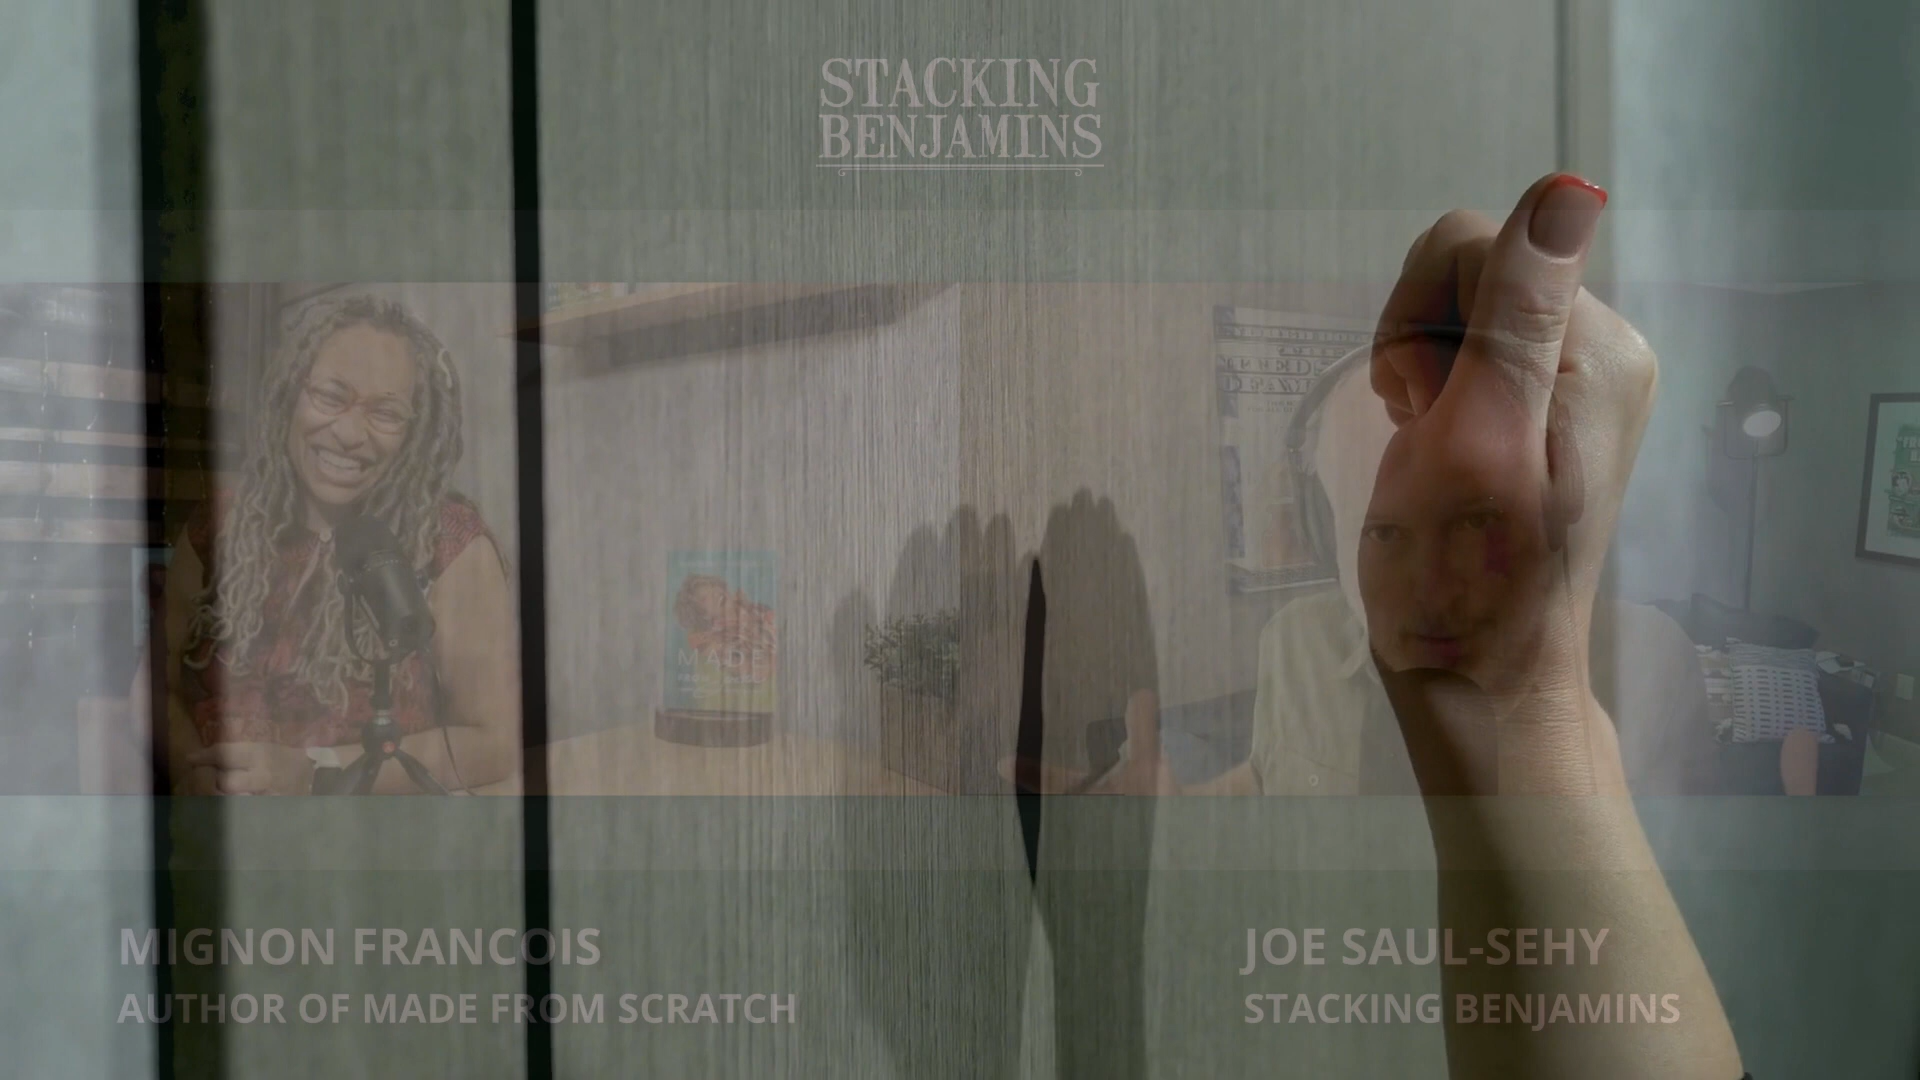 STACKING
BENJAMINS
MADE
MIGNON FRANCOIS
AUTHOR OF MADE FROM SCRATCH
JOE SAUL-SEHY
STACKING BENJAMINS